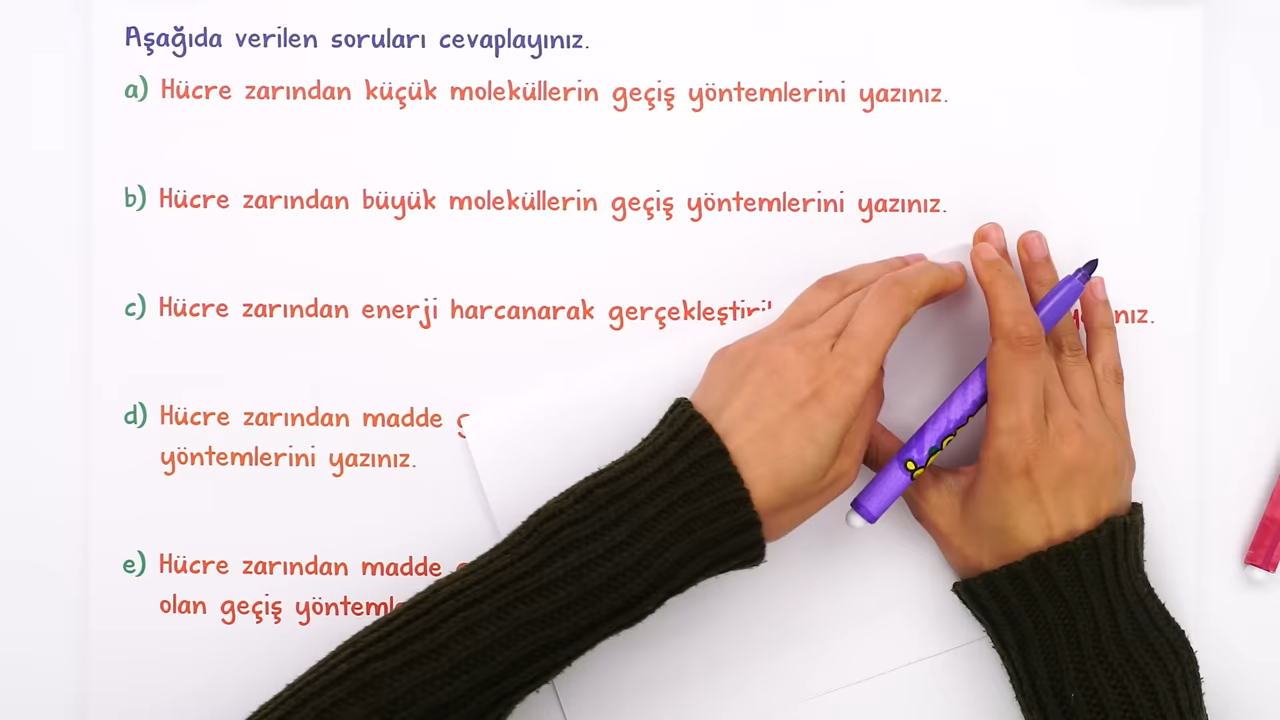 Aşağıda verilen soruları cevaplayınız.
a) Hücre zarından küçük moleküllerin geçiş yöntemlerini yazınız.
b) Hücre zarından büyük moleküllerin geçiş yöntemlerini yazınız.
c) Hücre zarından enerji harcanarak
d) Hücre zarından madde
yöntemlerini yazınız.
e) Hücre zarından madde
olan geçiş